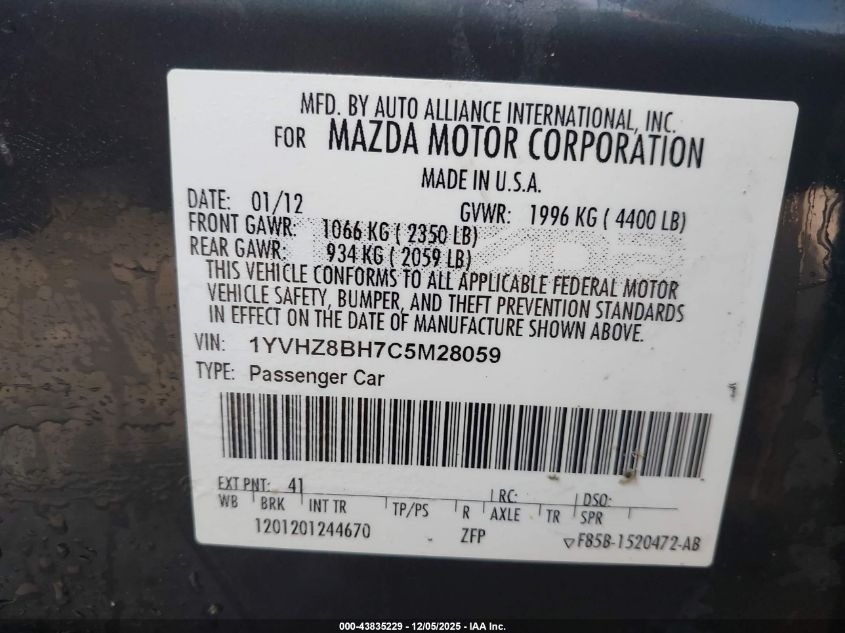 MFD. BY AUTO ALLIANCE INTERNATIONAL, INC.
FOR MAZDA MOTOR CORPORATION
MADE IN U.S.A.
DATE: 01/12 GVWR: 1996 KG ( 4400 LB)
FRONT GAWR: 1066 KG ( 2350 LB)
REAR GAWR: 934 KG ( 2059 LB)
THIS VEHICLE CONFORMS TO ALL APPLICABLE FEDERAL MOTOR
VEHICLE SAFETY, BUMPER, AND THEFT PREVENTION STANDARDS
IN EFFECT ON THE DATE OF MANUFACTURE SHOWN ABOVE.
VIN: 1YVHZ8BH7C5M28059
TYPE: Passenger Car
EXT PNT: 41 LRC: DSO:
WB BRK INT TR TP/PS R AXLE TR SPR
1201201244670 ZFP F85B-1520472-AB
000-43835229 - 12/05/2025 - IAA Inc.